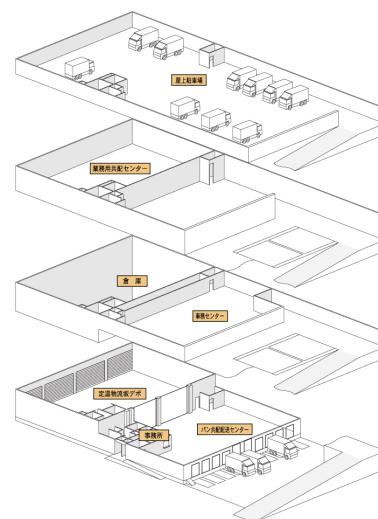 屋上駐車場
業務用共配センター
倉 庫
事務センター
定温物流坂デポ
事務所
パン共配配送センター